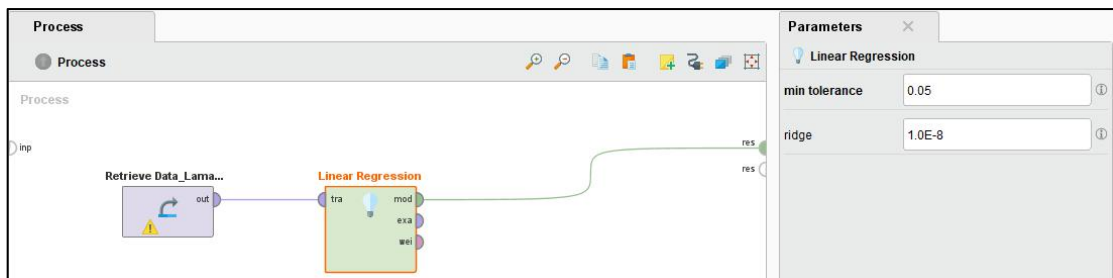 Process
Process
Process
inp
Retrieve Data_Lama...
out
Linear Regression
tra
mod
exa
wei
res
res
Parameters
Linear Regression
min tolerance
0.05
ridge
1.0E-8